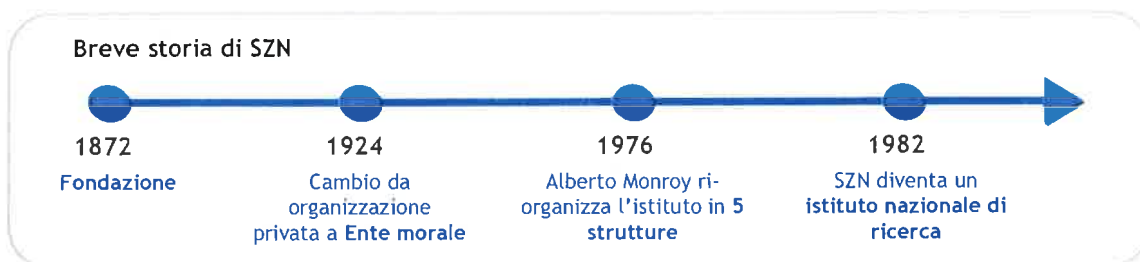 Breve storia di SZN
1872
Fondazione
1924
Cambio da
organizzazione
privata a Ente morale
1976
Alberto Monroy ri-
organizza l'istituto in 5
strutture
1982
SZN diventa un
istituto nazionale di
ricerca